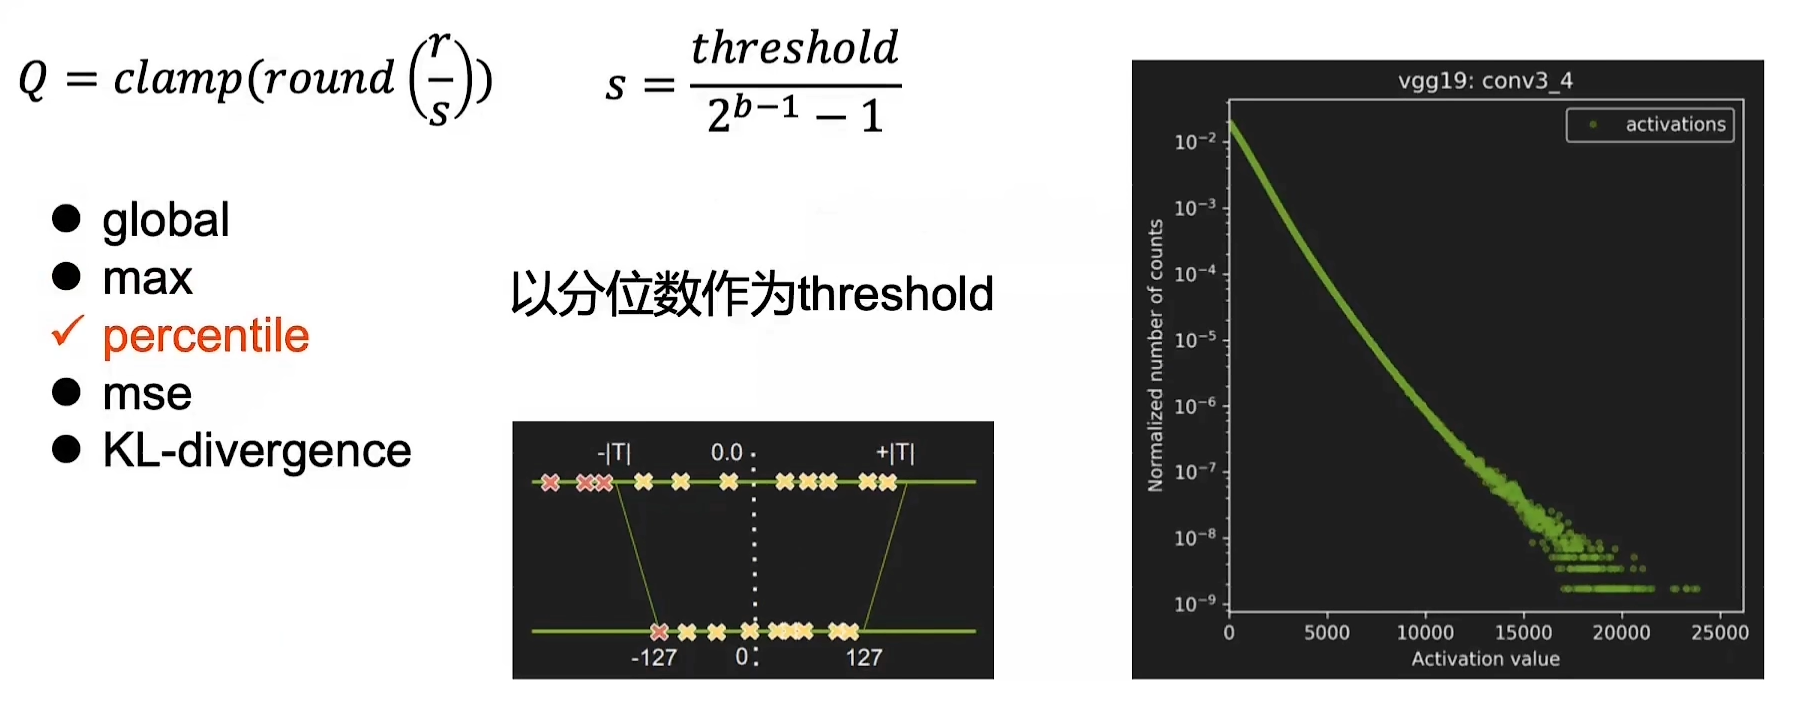 Q = clamp(round(r/s))
s = threshold / 2^{b−1} − 1
● global
● max
✓ percentile
● mse
● KL-divergence
以分位数作为threshold
-|T| 0.0 +|T|
-127 0 127
vgg19: conv3_4
activations
Normalized number of counts
10⁻²
10⁻³
10⁻⁴
10⁻⁵
10⁻⁶
10⁻⁷
10⁻⁸
10⁻⁹
0 5000 10000 15000 20000 25000
Activation value